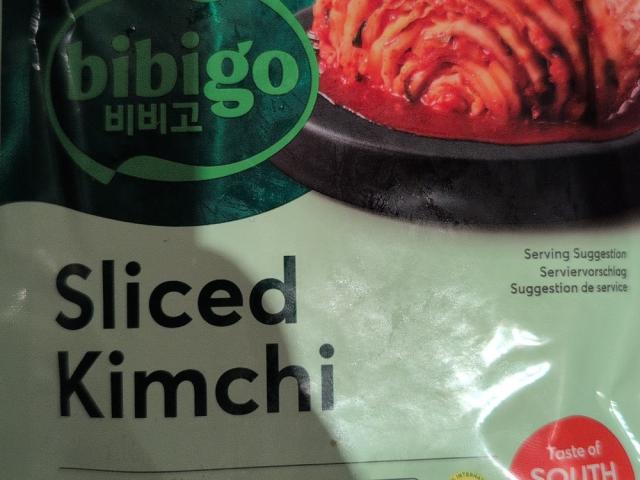 bibigo
비비고
Serving Suggestion
Serviervorschlag
Suggestion de service
Sliced
Kimchi
Taste of
SOUTH